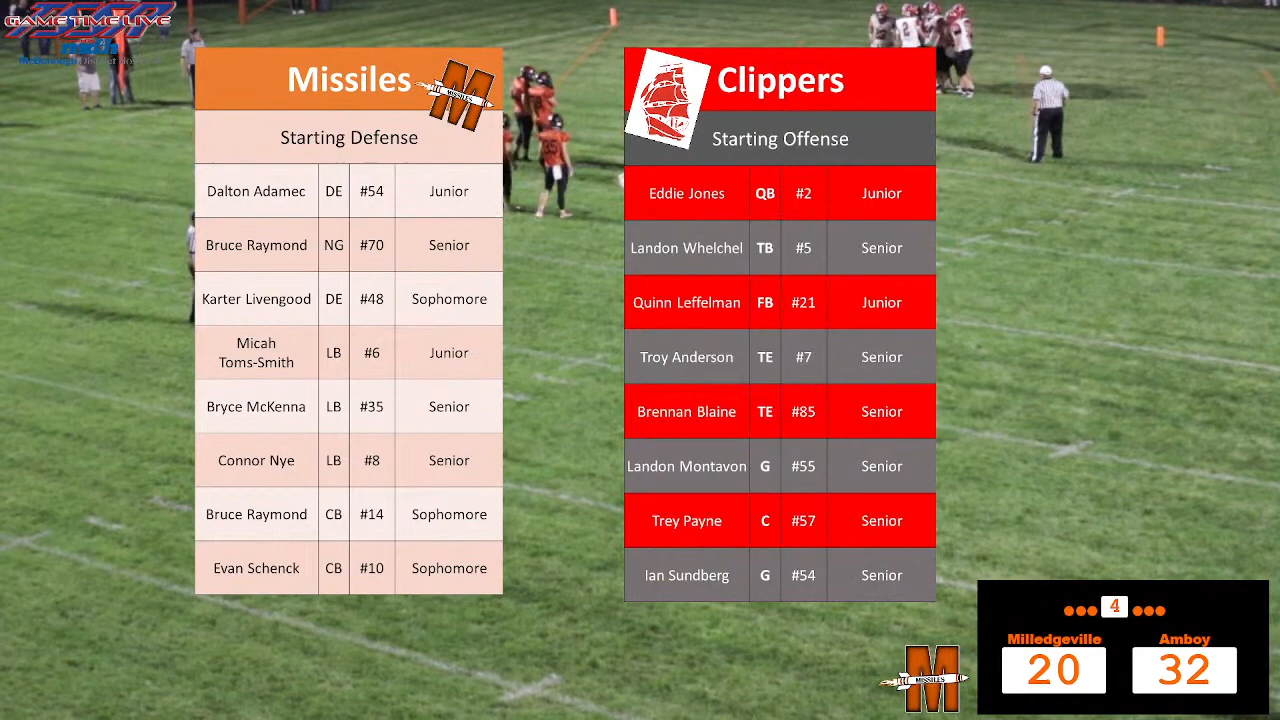 GAME TIME LIVE
Missiles
MISSILES
Starting Defense
Dalton Adamec DE #54 Junior
Bruce Raymond NG #70 Senior
Karter Livengood DE #48 Sophomore
Micah
Toms-Smith LB #6 Junior
Bryce McKenna LB #35 Senior
Connor Nye LB #8 Senior
Bruce Raymond CB #14 Sophomore
Evan Schenck CB #10 Sophomore
Clippers
Starting Offense
Eddie Jones QB #2 Junior
Landon Whelchel TB #5 Senior
Quinn Leffelman FB #21 Junior
Troy Anderson TE #7 Senior
Brennan Blaine TE #85 Senior
Landon Montavon G #55 Senior
Trey Payne C #57 Senior
Ian Sundberg G #54 Senior
4
Milledgeville Amboy
20 32
M
MISSILES